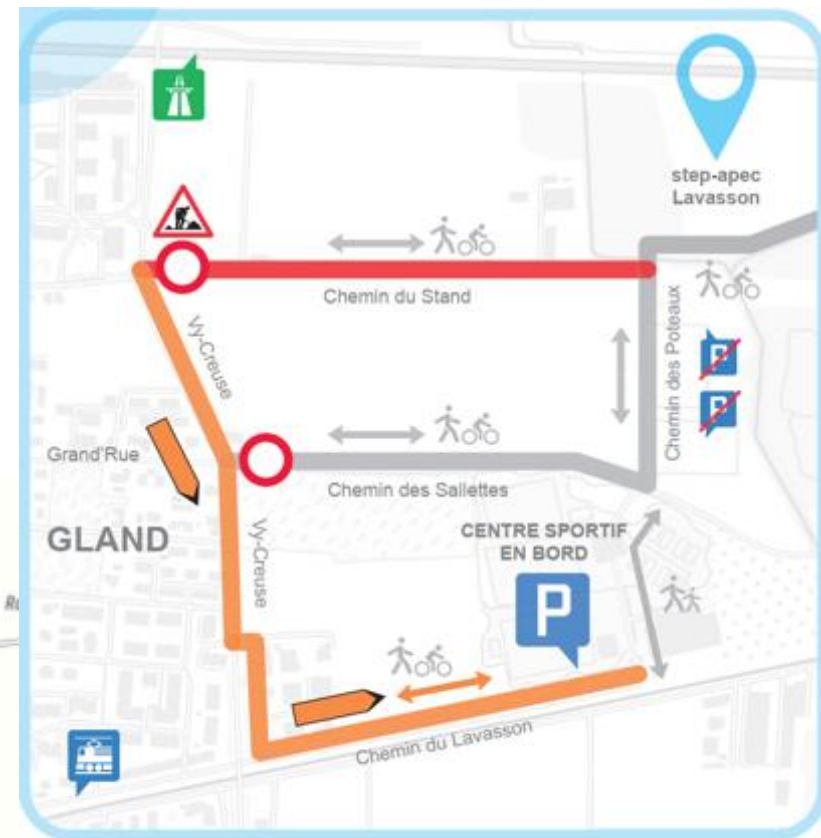 step-apec
Lavasson
Chemin du Stand
Vy-Creuse
Chemin des Poteaux
P
P
Grand'Rue
Chemin des Sallettes
GLAND
Vy-Creuse
CENTRE SPORTIF
EN BORD
P
Chemin du Lavasson